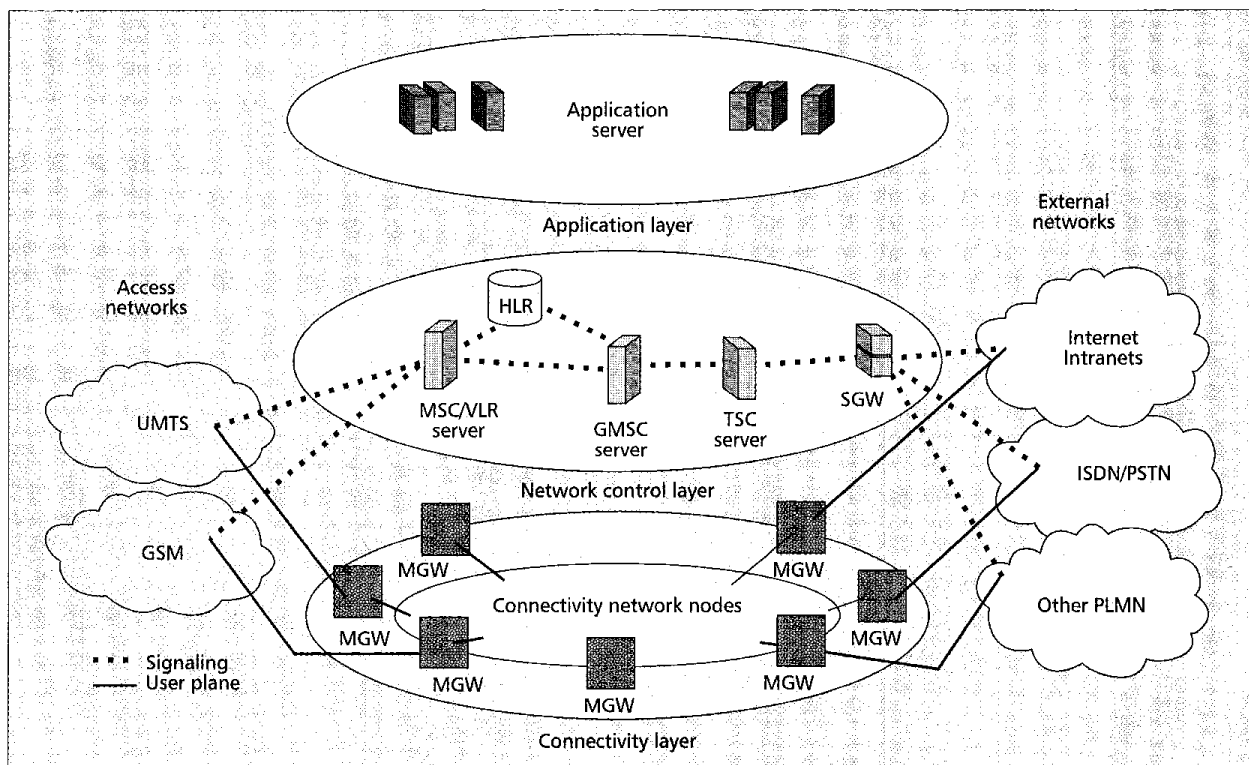 Application
server
Application layer
External
networks
Access
networks
HLR
MSC/VLR
server
GMSC
server
TSC
server
SGW
Network control layer
Internet
Intranets
UMTS
ISDN/PSTN
GSM
Other PLMN
MGW
MGW
MGW
MGW
Connectivity network nodes
MGW
MGW
MGW
Signaling
User plane
Connectivity layer